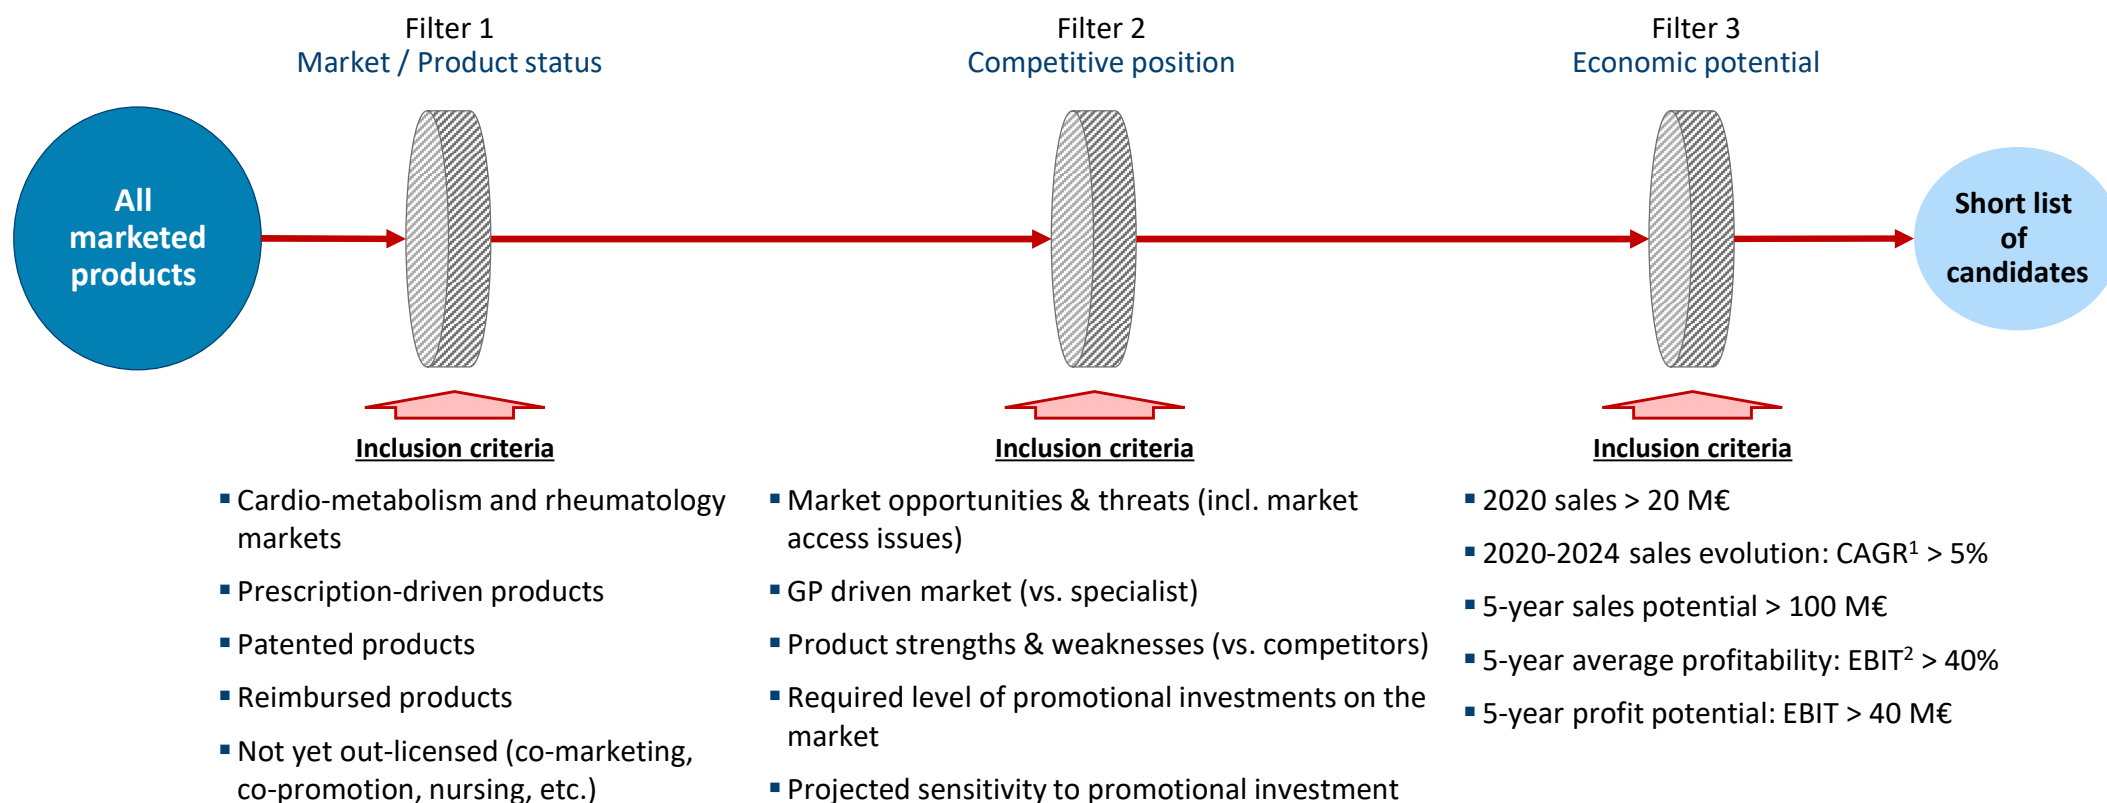 Filter 1
Market / Product status
Filter 2
Competitive position
Filter 3
Economic potential
All
marketed
products
Short list
of
candidates
Inclusion criteria
▪ Cardio-metabolism and rheumatology
markets
▪ Prescription-driven products
▪ Patented products
▪ Reimbursed products
▪ Not yet out-licensed (co-marketing,
co-promotion, nursing, etc.)
Inclusion criteria
▪ Market opportunities & threats (incl. market
access issues)
▪ GP driven market (vs. specialist)
▪ Product strengths & weaknesses (vs. competitors)
▪ Required level of promotional investments on the
market
▪ Projected sensitivity to promotional investment
Inclusion criteria
▪ 2020 sales > 20 M€
▪ 2020-2024 sales evolution: CAGR¹ > 5%
▪ 5-year sales potential > 100 M€
▪ 5-year average profitability: EBIT² > 40%
▪ 5-year profit potential: EBIT > 40 M€